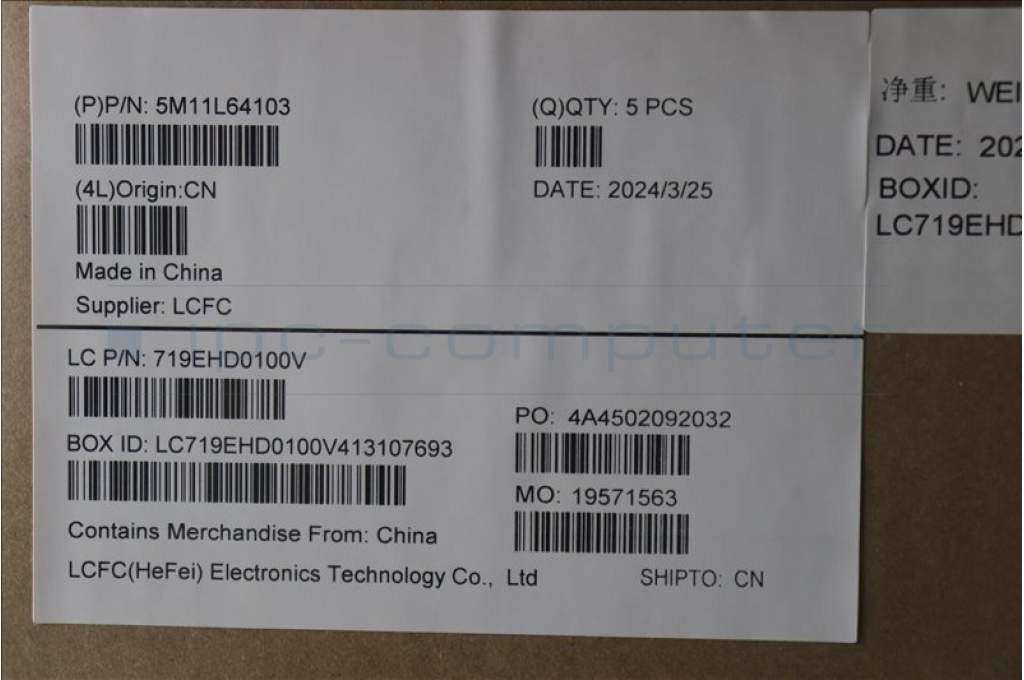 (P)P/N: 5M11L64103
(Q)QTY: 5 PCS
(4L)Origin:CN
DATE: 2024/3/25
Made in China
Supplier: LCFC
ipc-computer
LC P/N: 719EHD0100V
PO: 4A4502092032
BOX ID: LC719EHD0100V413107693
MO: 19571563
Contains Merchandise From: China
LCFC(HeFei) Electronics Technology Co., Ltd
SHIPTO: CN
净重: WEI
DATE: 202
BOXID:
LC719EHD